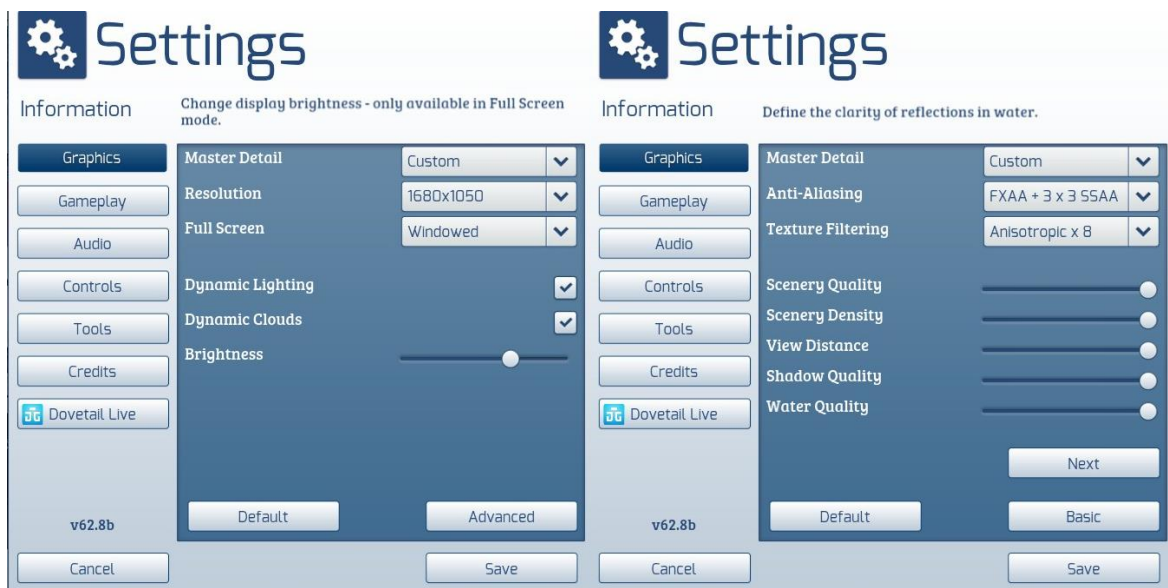 Settings
Information
Change display brightness - only available in Full Screen
mode.
Graphics
Gameplay
Audio
Controls
Tools
Credits
Dovetail Live
v62.8b
Cancel
Master Detail Custom
Resolution 1680x1050
Full Screen Windowed
Dynamic Lighting
Dynamic Clouds
Brightness
Default Advanced
Save
Settings
Information
Define the clarity of reflections in water.
Graphics
Gameplay
Audio
Controls
Tools
Credits
Dovetail Live
v62.8b
Cancel
Master Detail Custom
Anti-Aliasing FXAA + 3 x 3 SSAA
Texture Filtering Anisotropic x 8
Scenery Quality
Scenery Density
View Distance
Shadow Quality
Water Quality
Next
Default Basic
Save